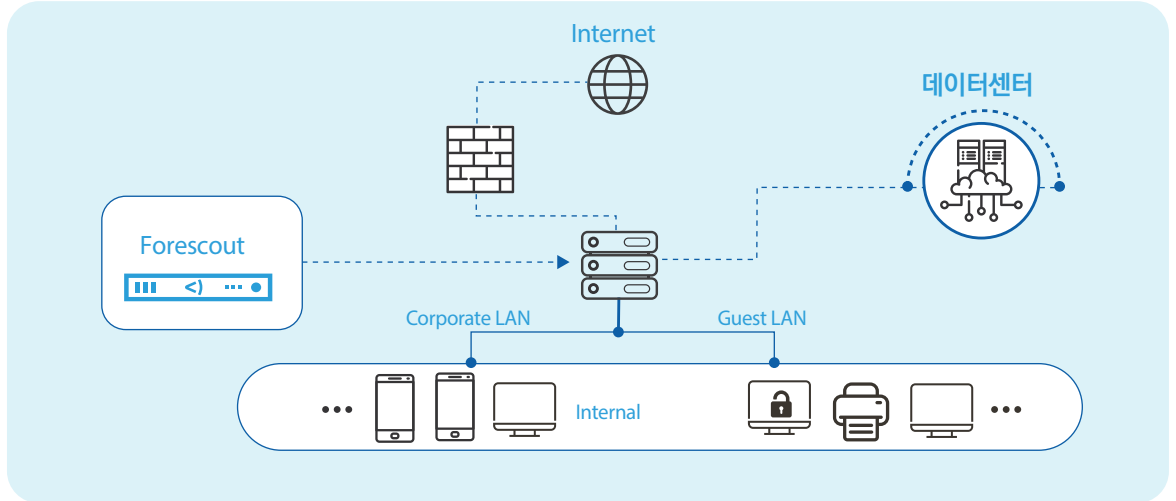 Internet
데이터센터
Forescout
Corporate LAN
Guest LAN
Internal